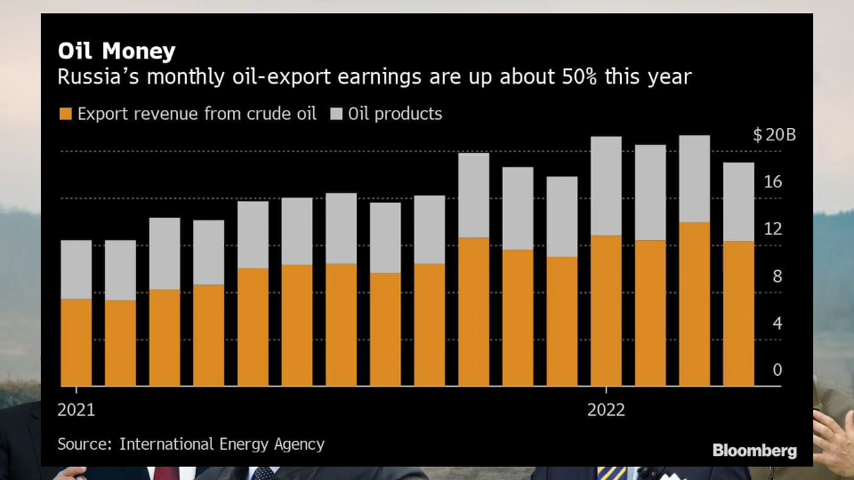 Oil Money
Russia's monthly oil-export earnings are up about 50% this year
Export revenue from crude oil Oil products
$20B
16
12
8
4
0
2021 2022
Source: International Energy Agency
Bloomberg